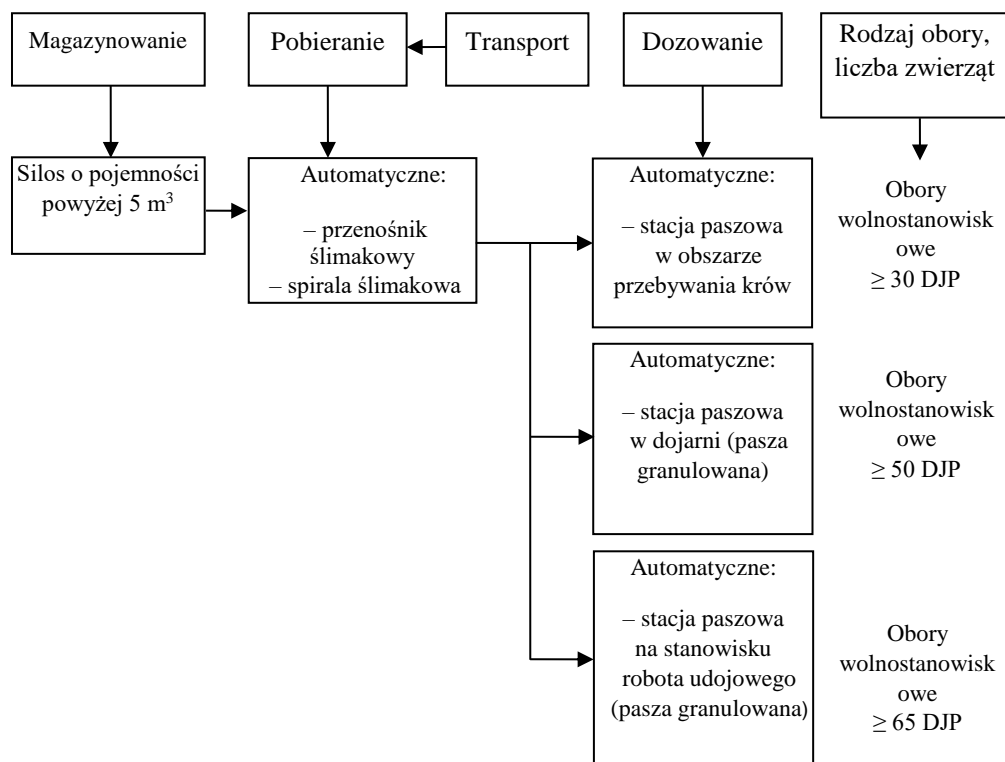 Magazynowanie
Pobieranie
Transport
Dozowanie
Rodzaj obory,
liczba zwierząt
Silos o pojemności
powyżej 5 m³
Automatyczne:
– przenośnik
ślimakowy
– spirala ślimakowa
Automatyczne:
– stacja paszowa
w obszarze
przebywania krów
Obory
wolnostanowisk
owe
≥ 30 DJP
Automatyczne:
– stacja paszowa
w dojarni (pasza
granulowana)
Obory
wolnostanowisk
owe
≥ 50 DJP
Automatyczne:
– stacja paszowa
na stanowisku
robota udojowego
(pasza granulowana)
Obory
wolnostanowisk
owe
≥ 65 DJP